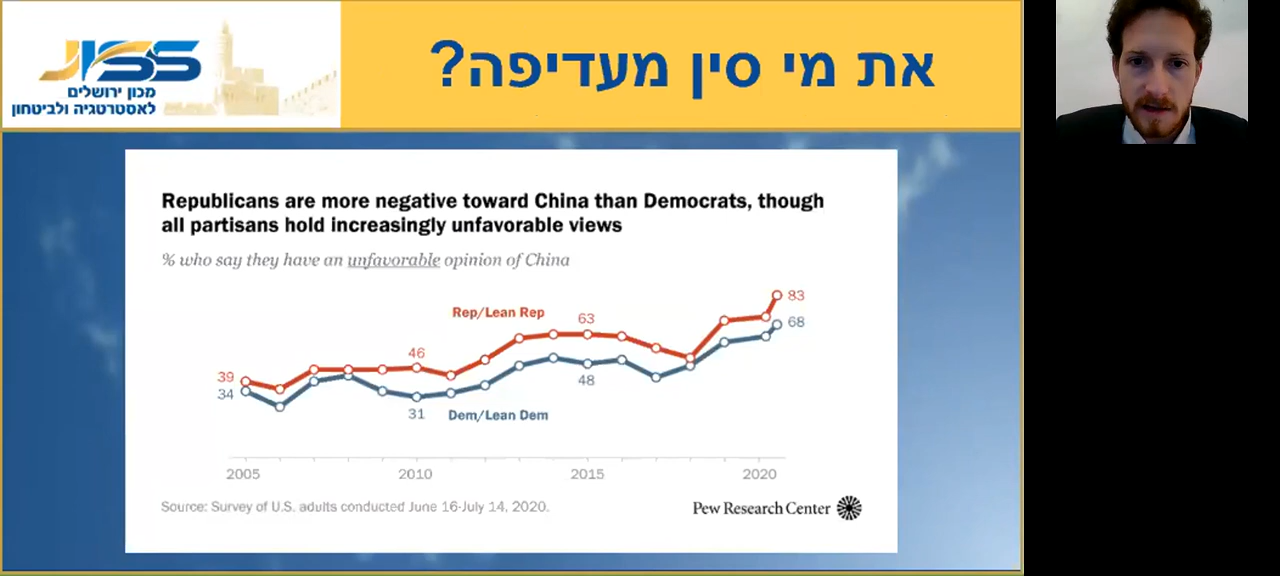 את מי סין מעדיפה?
JISS
מכון ירושלים
לאסטרטגיה ולביטחון
Republicans are more negative toward China than Democrats, though
all partisans hold increasingly unfavorable views
% who say they have an unfavorable opinion of China
Rep/Lean Rep
83
63
68
46
39
34
48
31
Dem/Lean Dem
2005
2010
2015
2020
Source: Survey of U.S. adults conducted June 16-July 14, 2020.
Pew Research Center